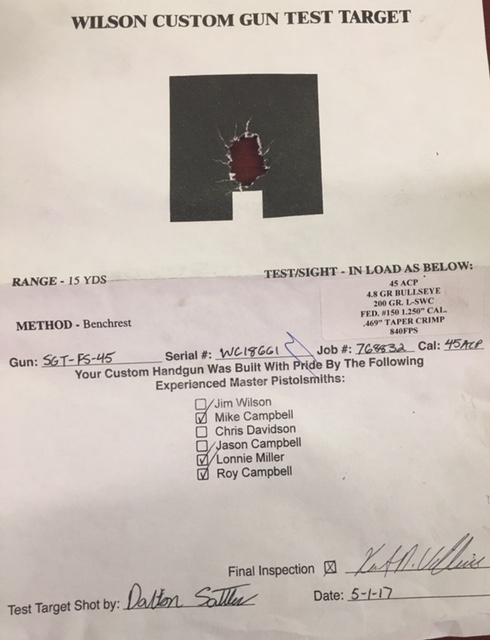 WILSON CUSTOM GUN TEST TARGET
RANGE - 15 YDS
TEST/SIGHT - IN LOAD AS BELOW:
45 ACP
4.8 GR BULLSEYE
200 GR. L-SWC
FED. #150 1.250" CAL.
.469" TAPER CRIMP
840FPS
METHOD - Benchrest
Gun: SGT-FS-45 Serial #: WC18661 Job #: 768832 Cal: 45ACP
Your Custom Handgun Was Built With Pride By The Following
Experienced Master Pistolsmiths:
Jim Wilson
Mike Campbell
Chris Davidson
Jason Campbell
Lonnie Miller
Roy Campbell
Final Inspection
Test Target Shot by: Dalton
Date: 5-1-17